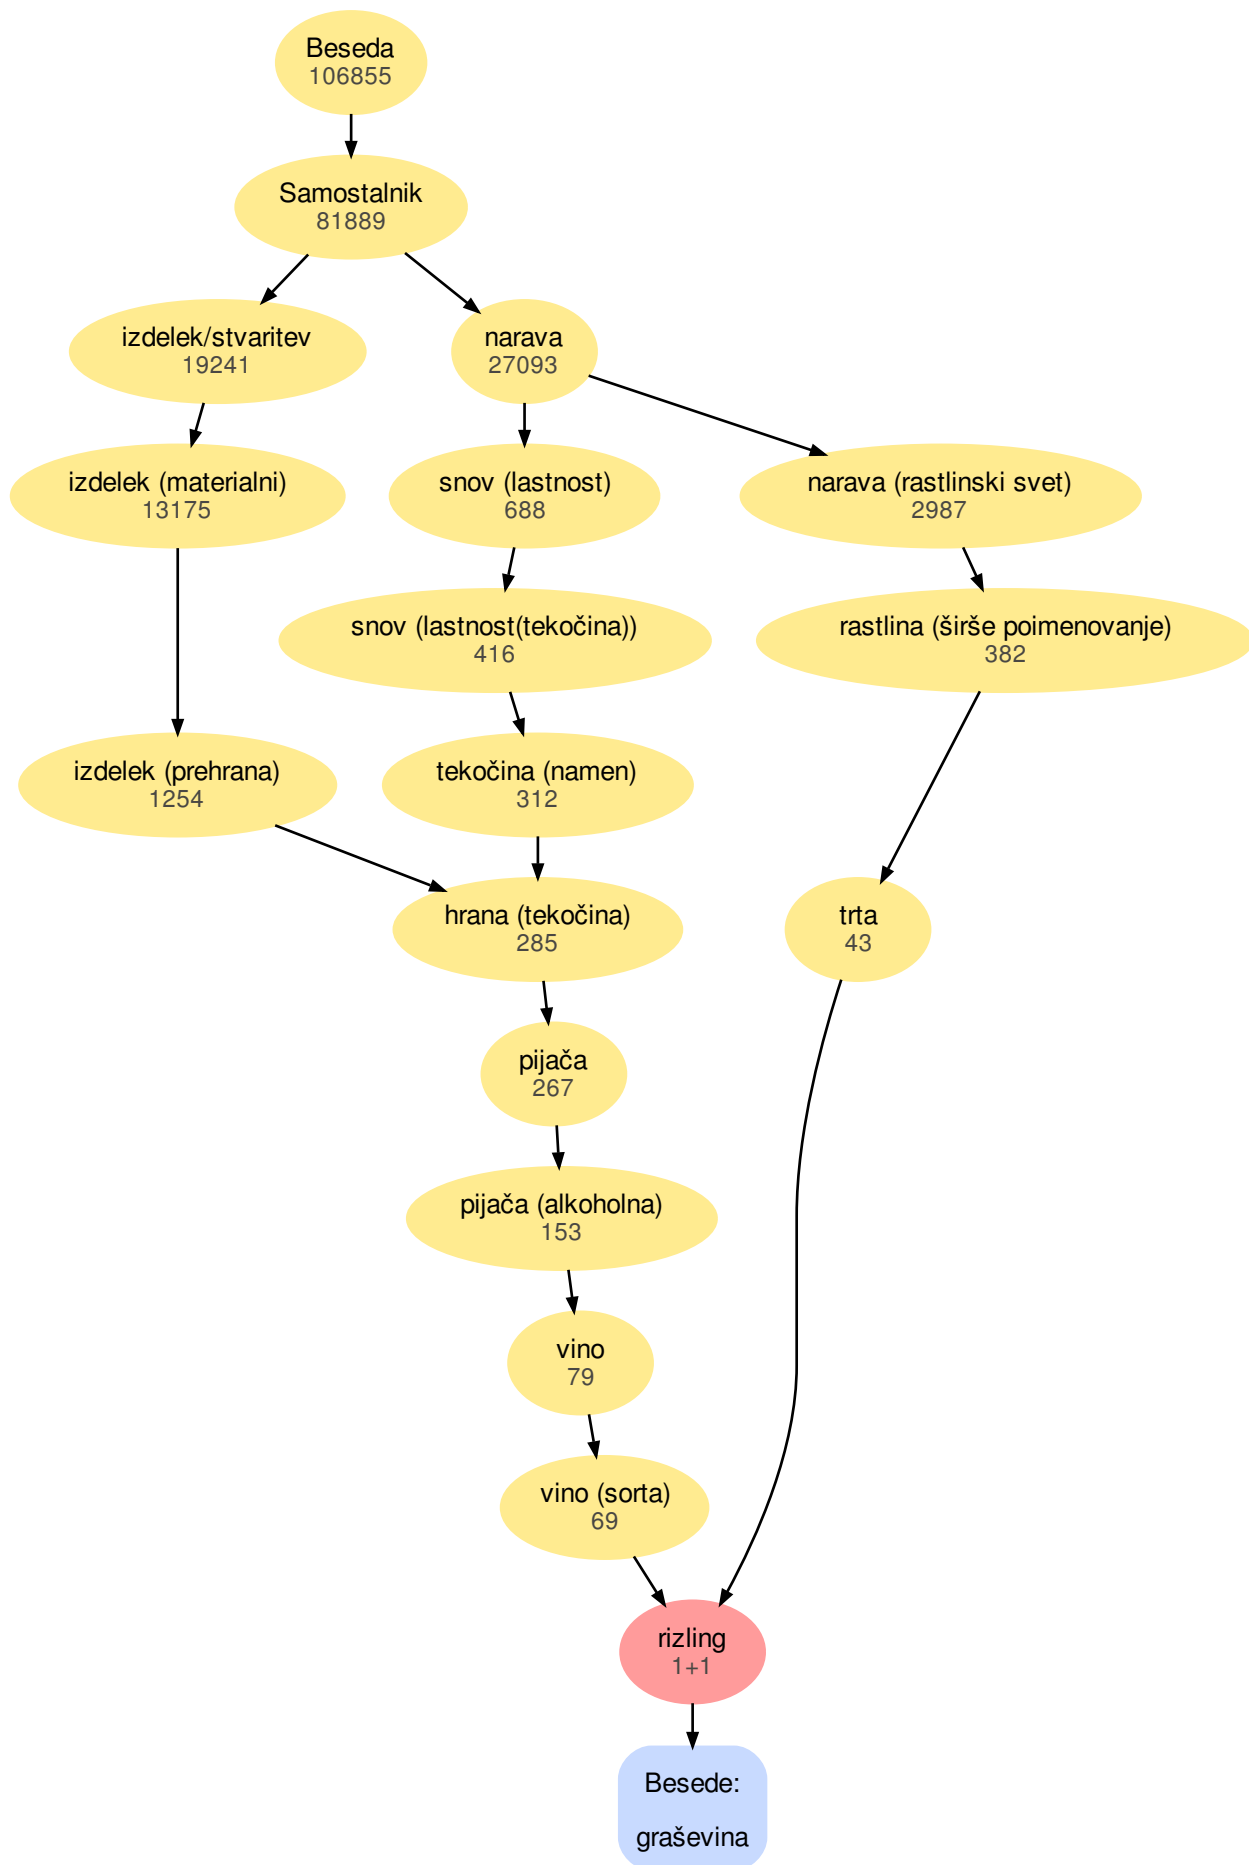 Beseda
106855
Samostalnik
81889
izdelek/stvaritev
19241
narava
27093
izdelek (materialni)
13175
snov (lastnost)
688
narava (rastlinski svet)
2987
snov (lastnost(tekočina))
416
rastlina (širše poimenovanje)
382
izdelek (prehrana)
1254
tekočina (namen)
312
hrana (tekočina)
285
trta
43
pijača
267
pijača (alkoholna)
153
vino
79
vino (sorta)
69
rizling
1+1
Besede:
graševina